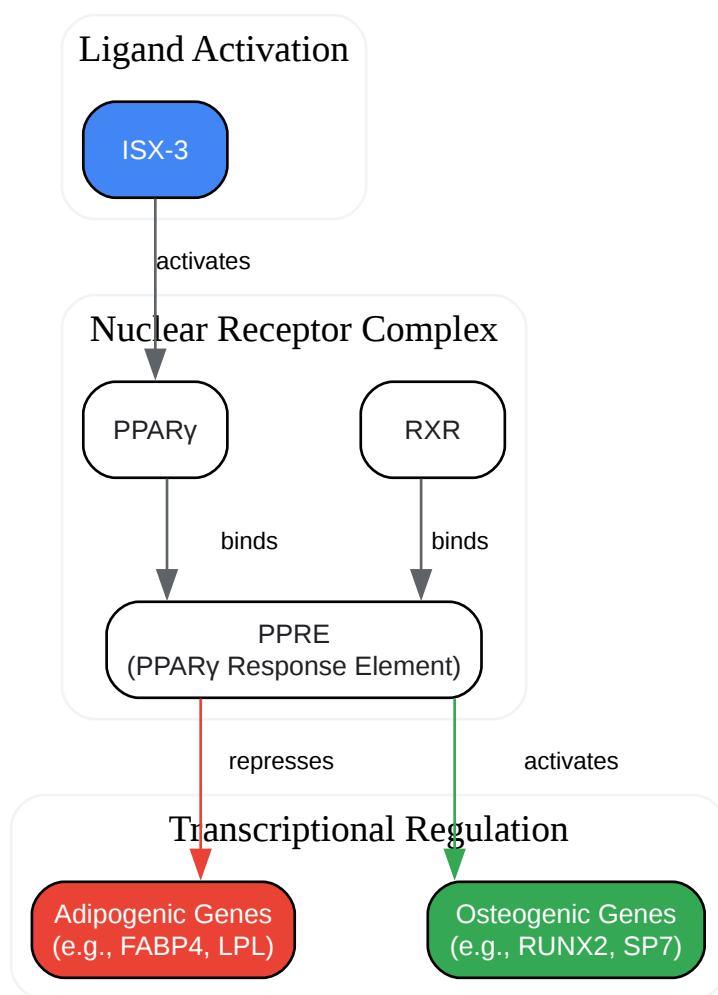 Ligand Activation
ISX-3
activates
Nuclear Receptor Complex
PPARγ
RXR
binds
binds
PPRE
(PPARγ Response Element)
represses
activates
Transcriptional Regulation
Adipogenic Genes
(e.g., FABP4, LPL)
Osteogenic Genes
(e.g., RUNX2, SP7)